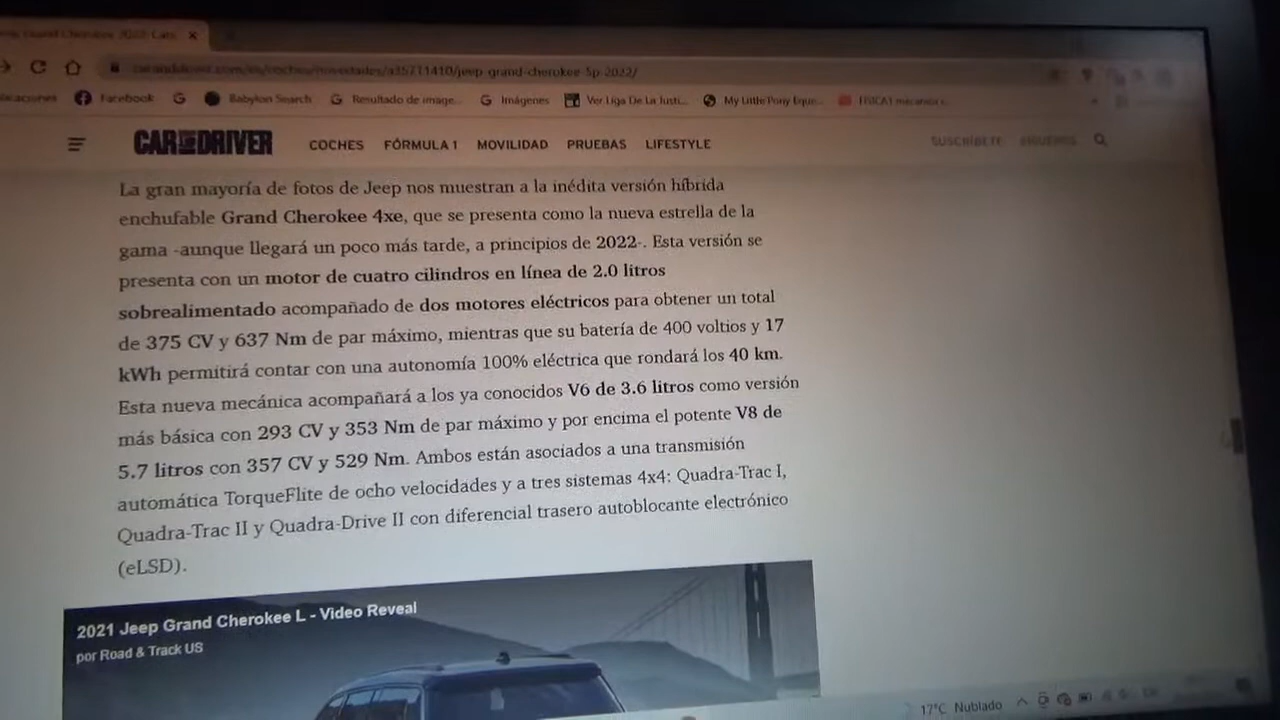 Facebook G Babylon Search G Resultado de image... G Imágenes Ver Liga De La Justi... My Little Pony Eque...
CAR AND DRIVER COCHES FÓRMULA 1 MOVILIDAD PRUEBAS LIFESTYLE SUSCRÍBETE SÍGUENOS
La gran mayoría de fotos de Jeep nos muestran a la inédita versión híbrida
enchufable Grand Cherokee 4xe, que se presenta como la nueva estrella de la
gama -aunque llegará un poco más tarde, a principios de 2022-. Esta versión se
presenta con un motor de cuatro cilindros en línea de 2.0 litros
sobrealimentado acompañado de dos motores eléctricos para obtener un total
de 375 CV y 637 Nm de par máximo, mientras que su batería de 400 voltios y 17
kWh permitirá contar con una autonomía 100% eléctrica que rondará los 40 km.
Esta nueva mecánica acompañará a los ya conocidos V6 de 3.6 litros como versión
más básica con 293 CV y 353 Nm de par máximo y por encima el potente V8 de
5.7 litros con 357 CV y 529 Nm. Ambos están asociados a una transmisión
automática TorqueFlite de ocho velocidades y a tres sistemas 4x4: Quadra-Trac I,
Quadra-Trac II y Quadra-Drive II con diferencial trasero autoblocante electrónico
(eLSD).
2021 Jeep Grand Cherokee L - Video Reveal
por Road & Track US
17°C Nublado